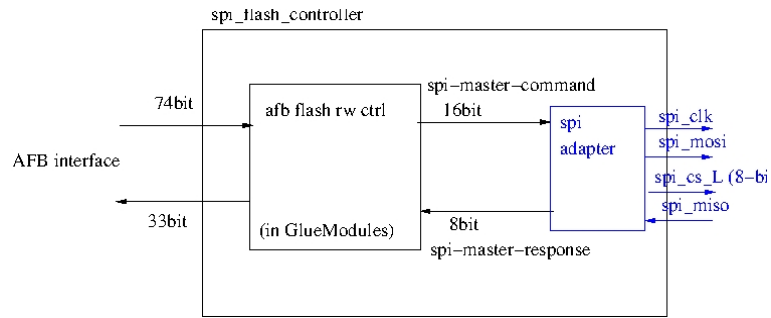 spi_flash_controller
spi-master-command
74bit
afb flash rw ctrl
16bit
spi
adapter
spi_clk
spi_mosi
AFB interface
spi_cs_L (8-bi
spi_miso
33bit
(in GlueModules)
8bit
spi-master-response